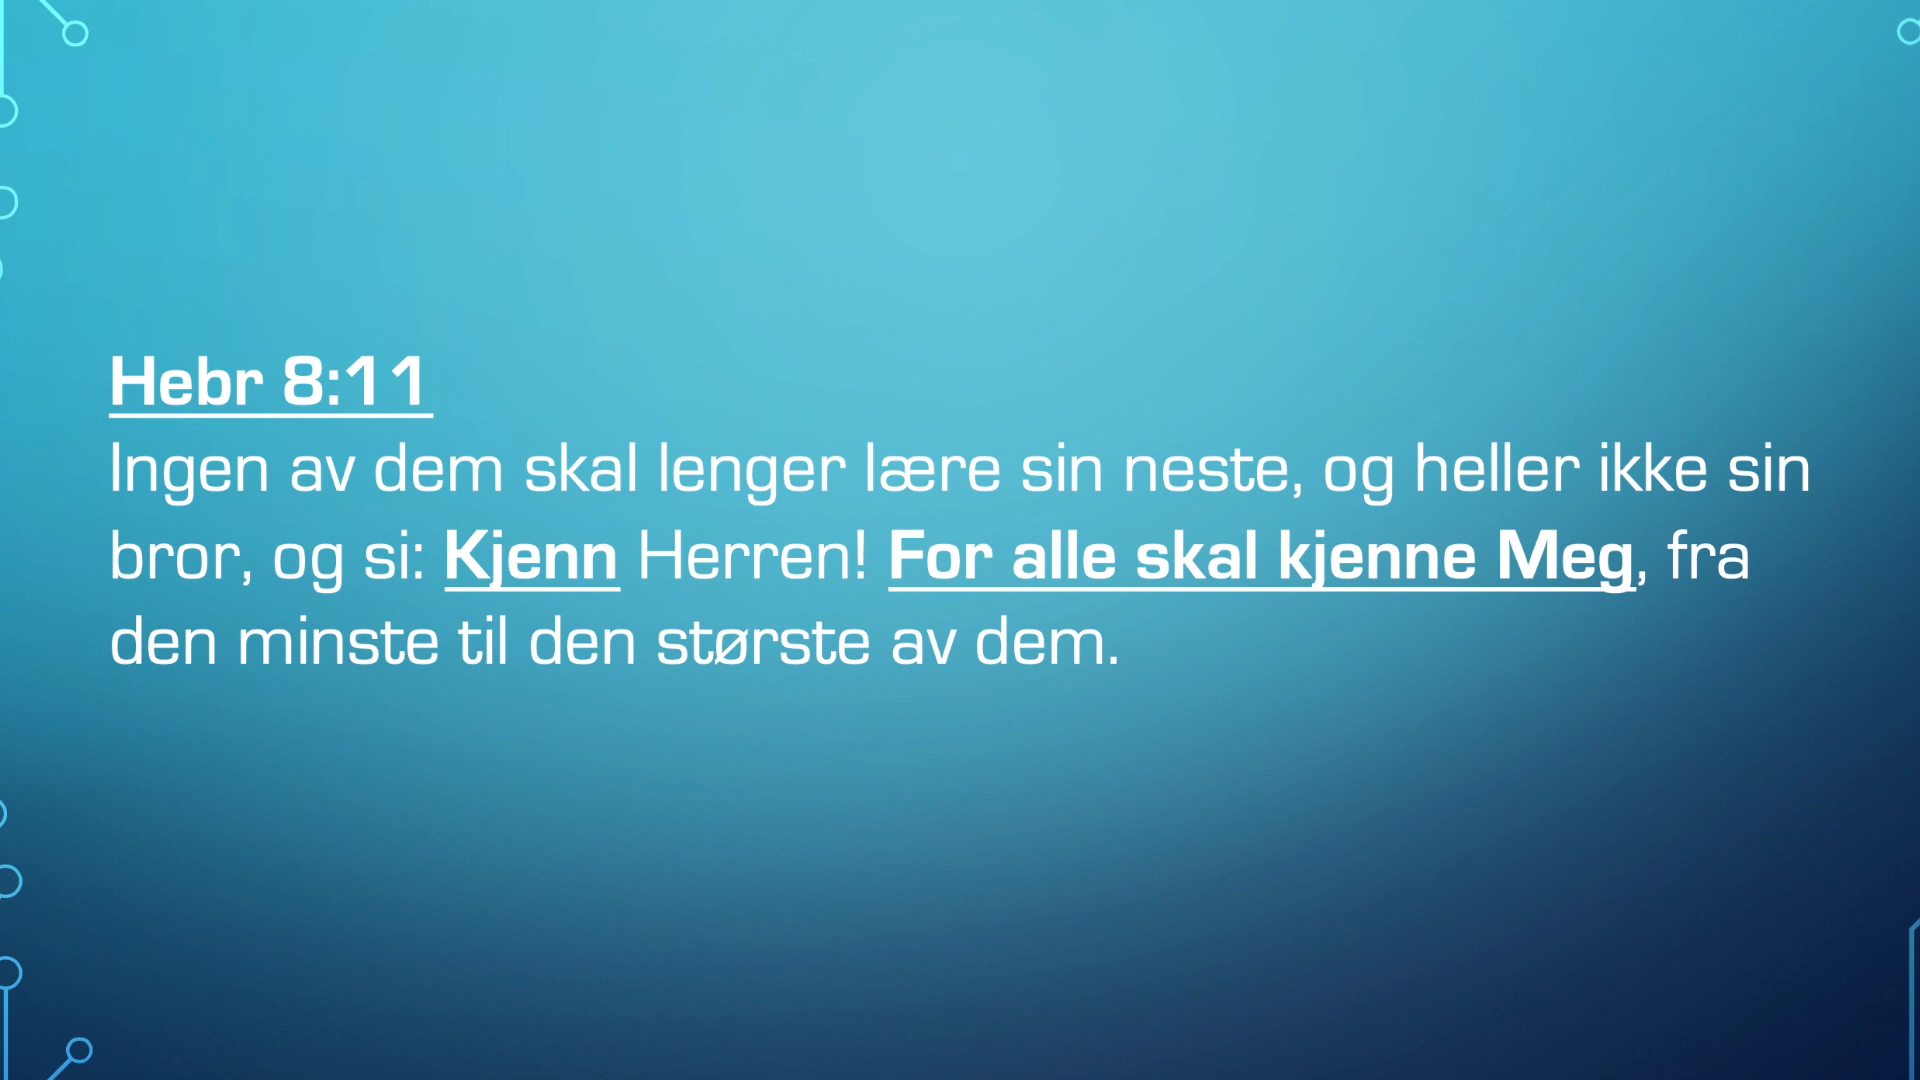 Hebr 8:11
Ingen av dem skal lenger lære sin neste, og heller ikke sin
bror, og si: Kjenn Herren! For alle skal kjenne Meg, fra
den minste til den største av dem.